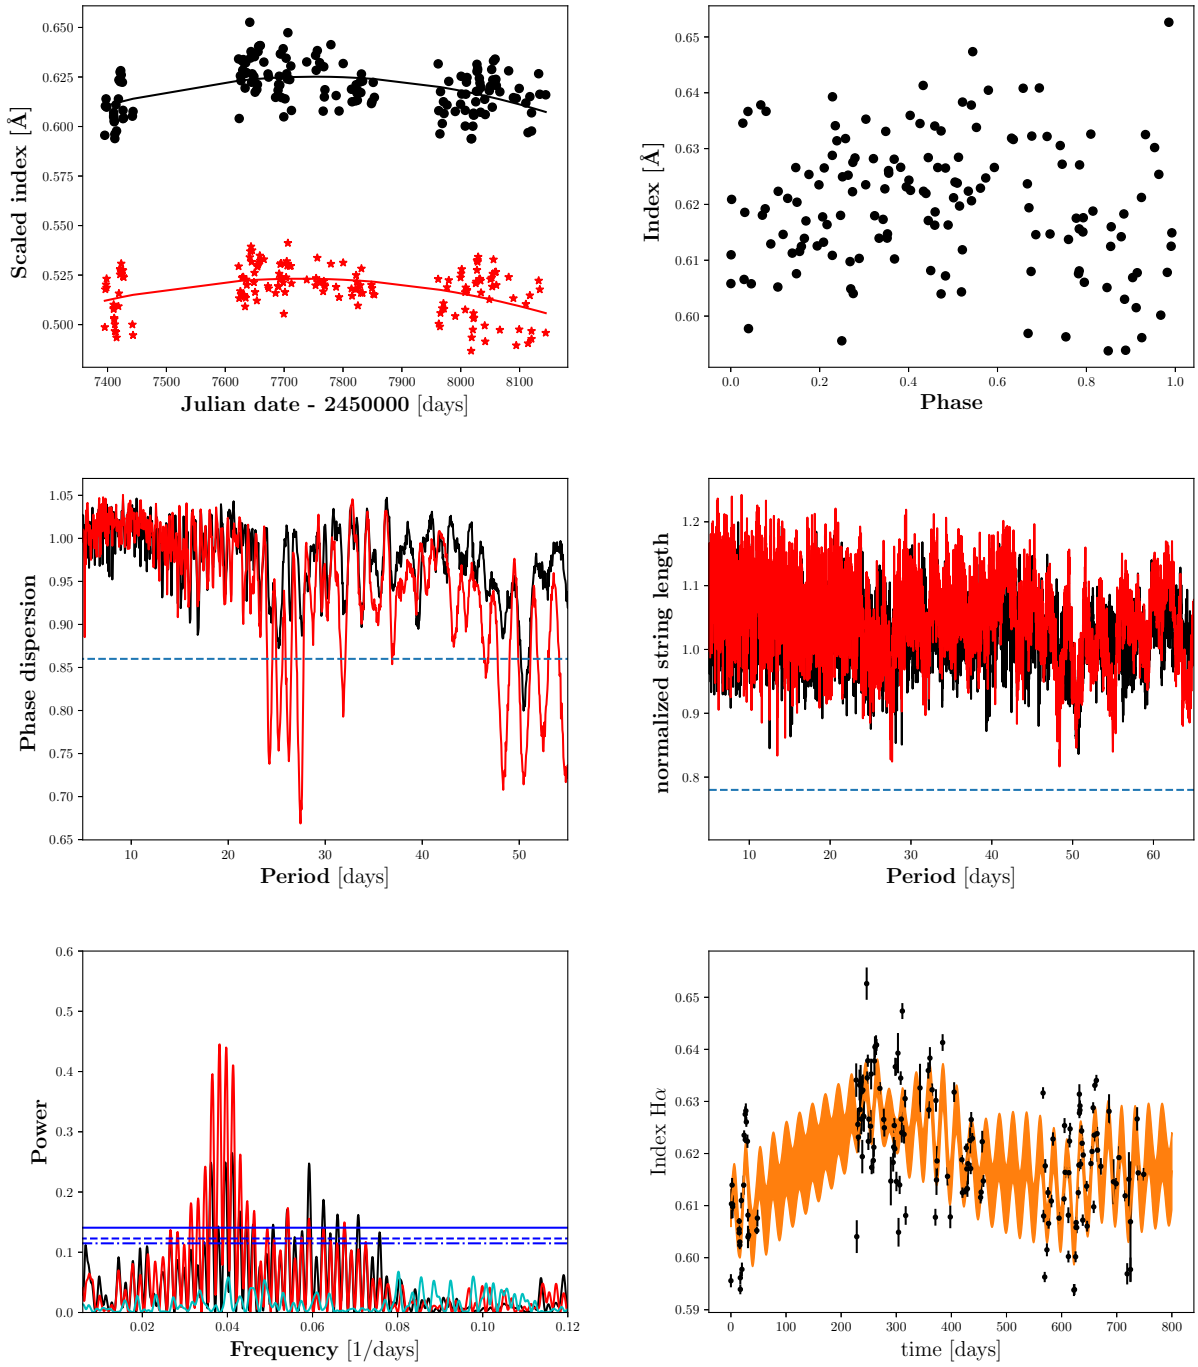 Scaled index [Å]
0.650
0.625
0.600
0.575
0.550
0.525
0.500
7400 7500 7600 7700 7800 7900 8000 8100
Julian date - 2450000 [days]
Index [Å]
0.65
0.64
0.63
0.62
0.61
0.60
0.0 0.2 0.4 0.6 0.8 1.0
Phase
Phase dispersion
1.05
1.00
0.95
0.90
0.85
0.80
0.75
0.70
0.65
10 20 30 40 50
Period [days]
normalized string length
1.2
1.1
1.0
0.9
0.8
10 20 30 40 50 60
Period [days]
Power
0.6
0.5
0.4
0.3
0.2
0.1
0.0
0.02 0.04 0.06 0.08 0.10 0.12
Frequency [1/days]
Index Hα
0.65
0.64
0.63
0.62
0.61
0.60
0.59
0 100 200 300 400 500 600 700 800
time [days]